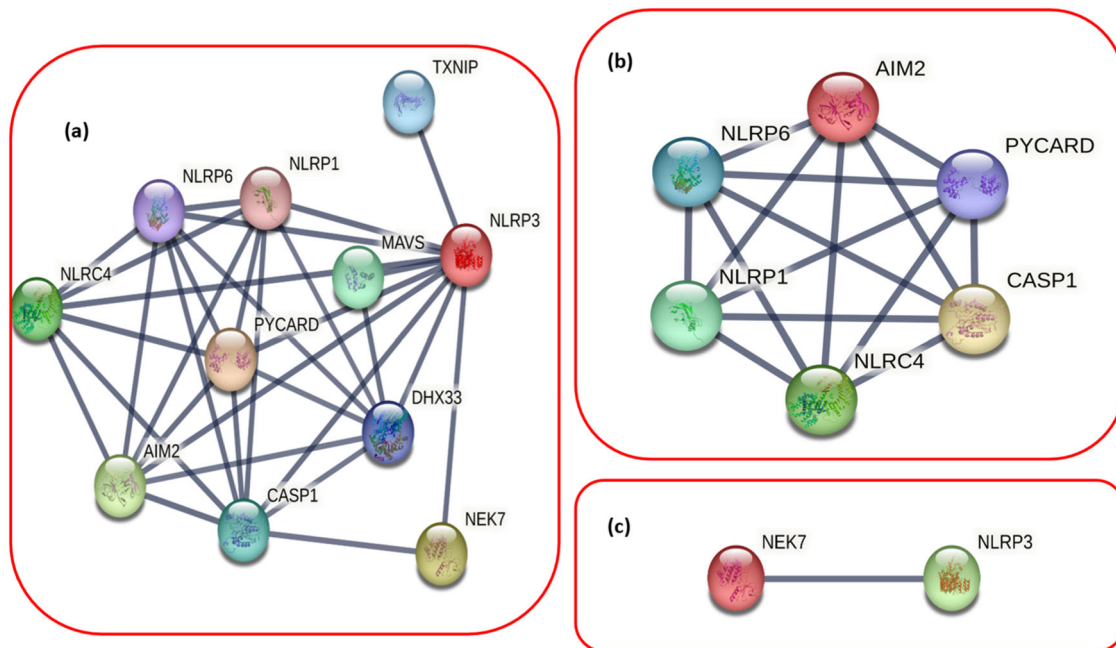 (a)
TXNIP
NLRP6
NLRP1
NLRP3
MAVS
NLRC4
PYCARD
DHX33
AIM2
CASP1
NEK7
(b)
AIM2
NLRP6
PYCARD
NLRP1
CASP1
NLRC4
(c)
NEK7
NLRP3